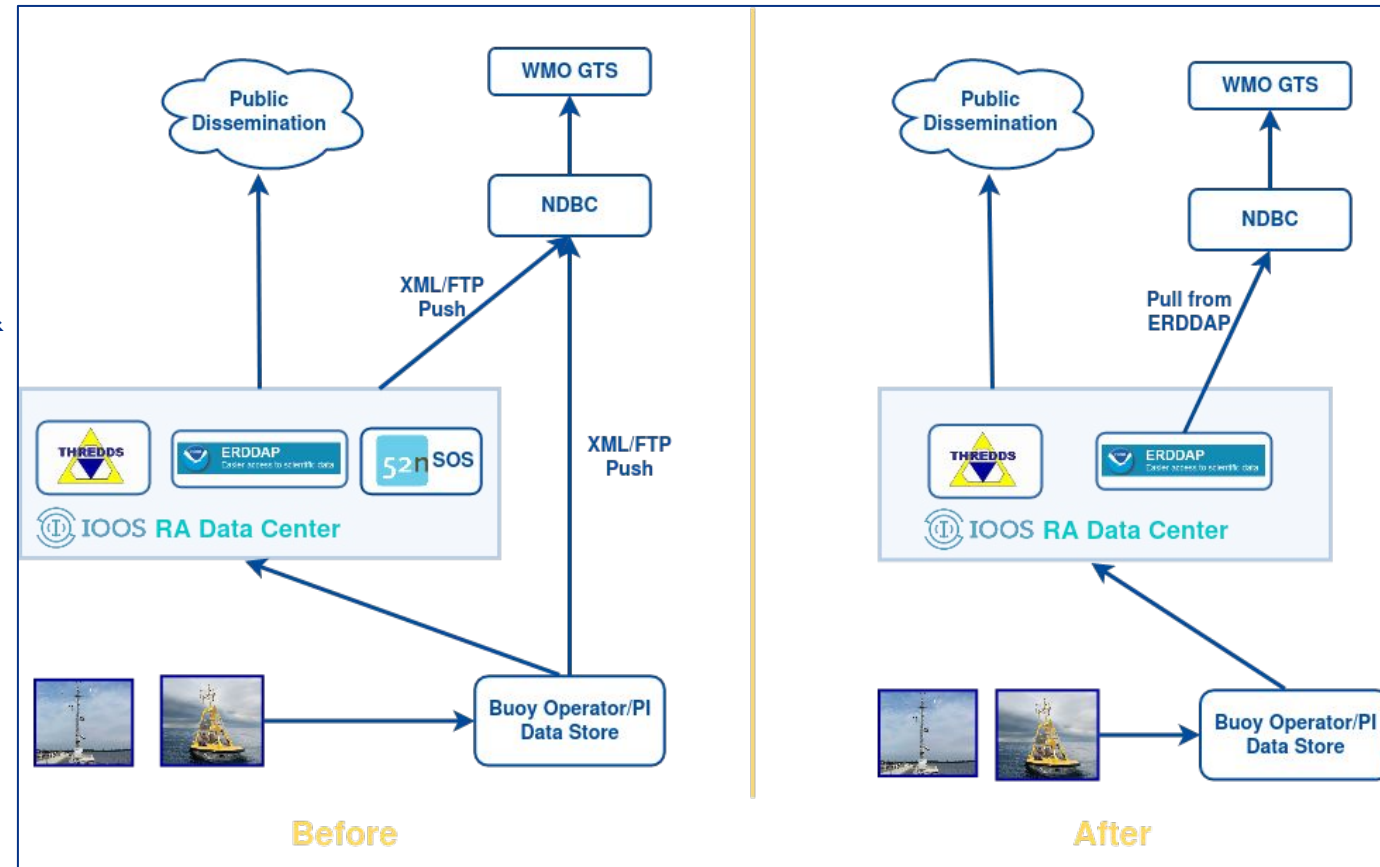 Public
Dissemination
WMO GTS
NDBC
XML/FTP
Push
XML/FTP
Push
THREDDS
ERDDAP
Easier access to scientific data
52n SOS
IOOS RA Data Center
Buoy Operator/PI
Data Store
Before
Public
Dissemination
WMO GTS
NDBC
Pull from
ERDDAP
THREDDS
ERDDAP
Easier access to scientific data
IOOS RA Data Center
Buoy Operator/PI
Data Store
After